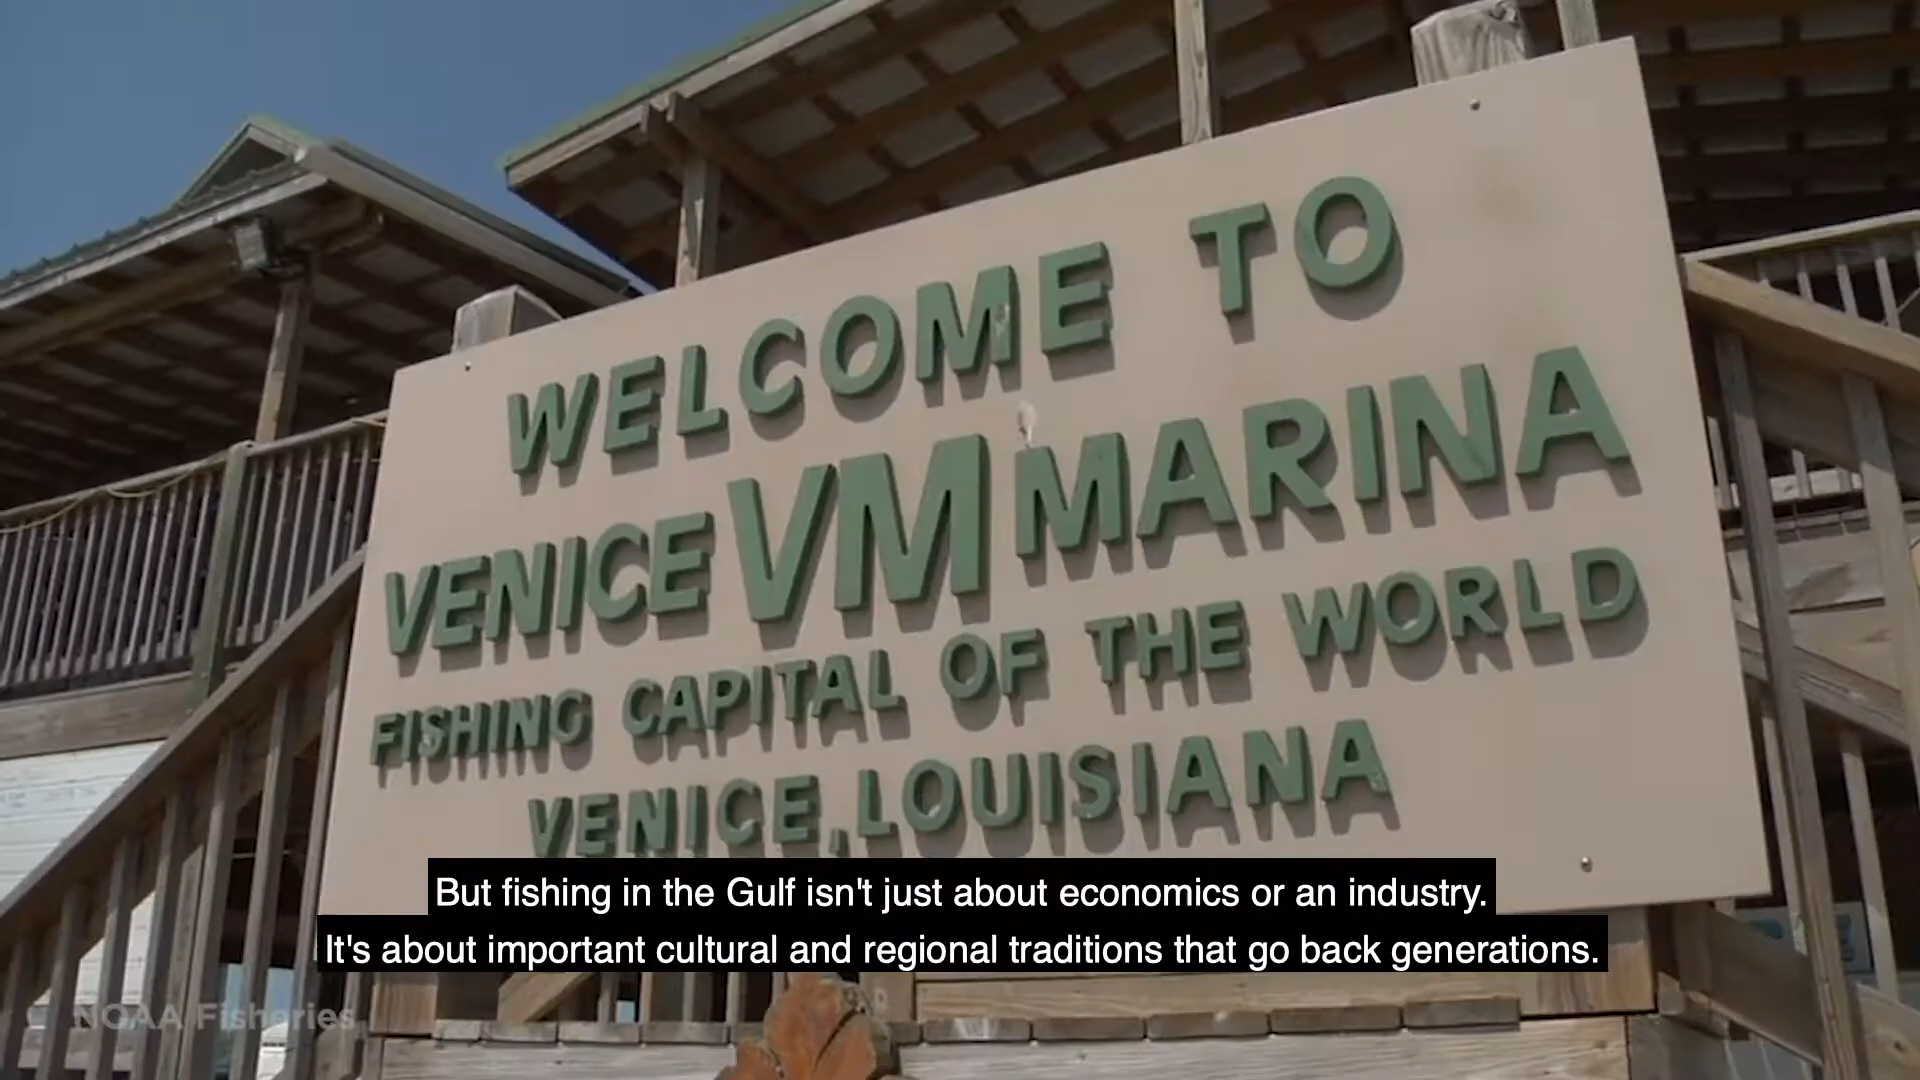 WELCOME TO
VENICE VM MARINA
FISHING CAPITAL OF THE WORLD
VENICE, LOUISIANA
But fishing in the Gulf isn't just about economics or an industry.
It's about important cultural and regional traditions that go back generations.
NOAA Fisheries